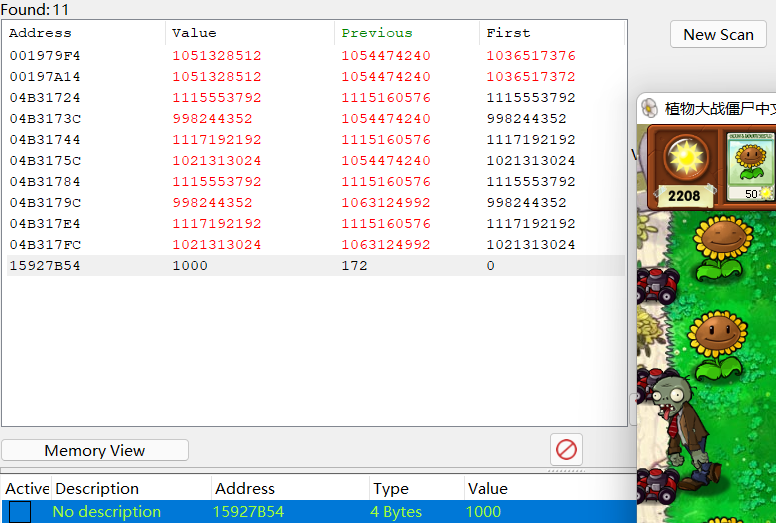 Found: 11
Address Value Previous First
001979F4 1051328512 1054474240 1036517376
00197A14 1051328512 1054474240 1036517372
04B31724 1115553792 1115160576 1115553792
04B3173C 998244352 1054474240 998244352
04B31744 1117192192 1115160576 1117192192
04B3175C 1021313024 1054474240 1021313024
04B31784 1115553792 1115160576 1115553792
04B3179C 998244352 1063124992 998244352
04B317E4 1117192192 1115160576 1117192192
04B317FC 1021313024 1063124992 1021313024
15927B54 1000 172 0
New Scan
植物大战僵尸中文
2208
50
Memory View
Active Description Address Type Value
No description 15927B54 4 Bytes 1000